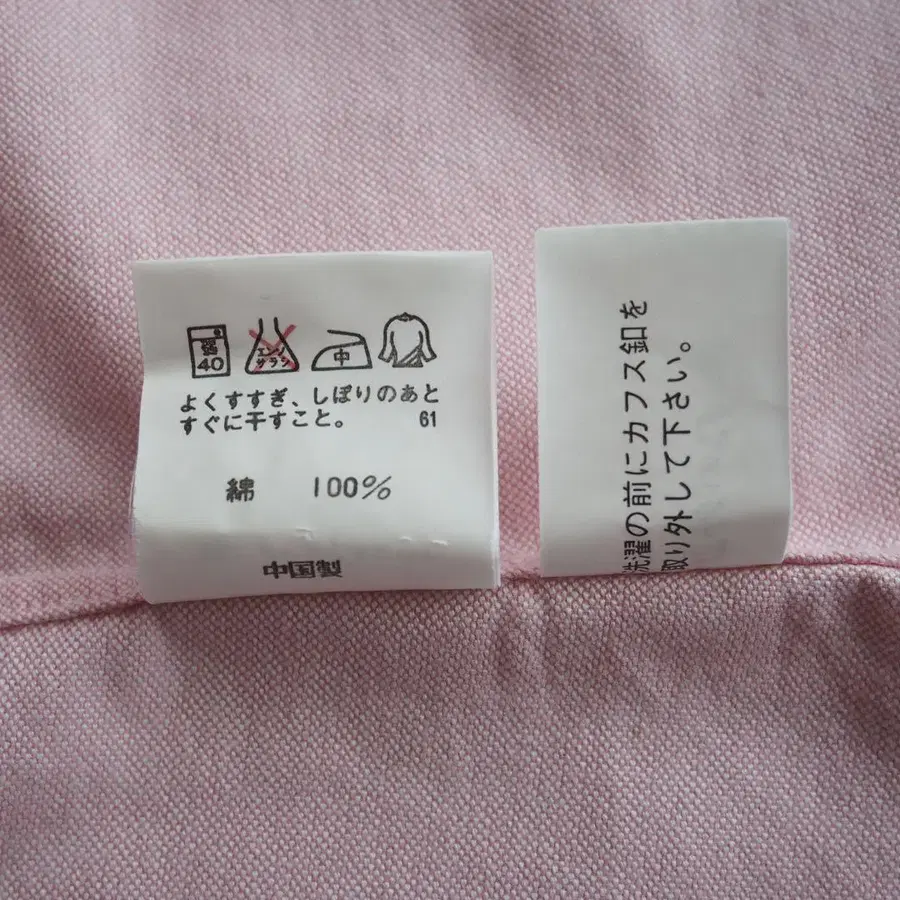 40
エンソ
サラシ
中
よくすすぎ、しぼりのあと
すぐに干すこと。 61
綿 100%
中国製
洗濯の前にカフス釦を
取り外して下さい。